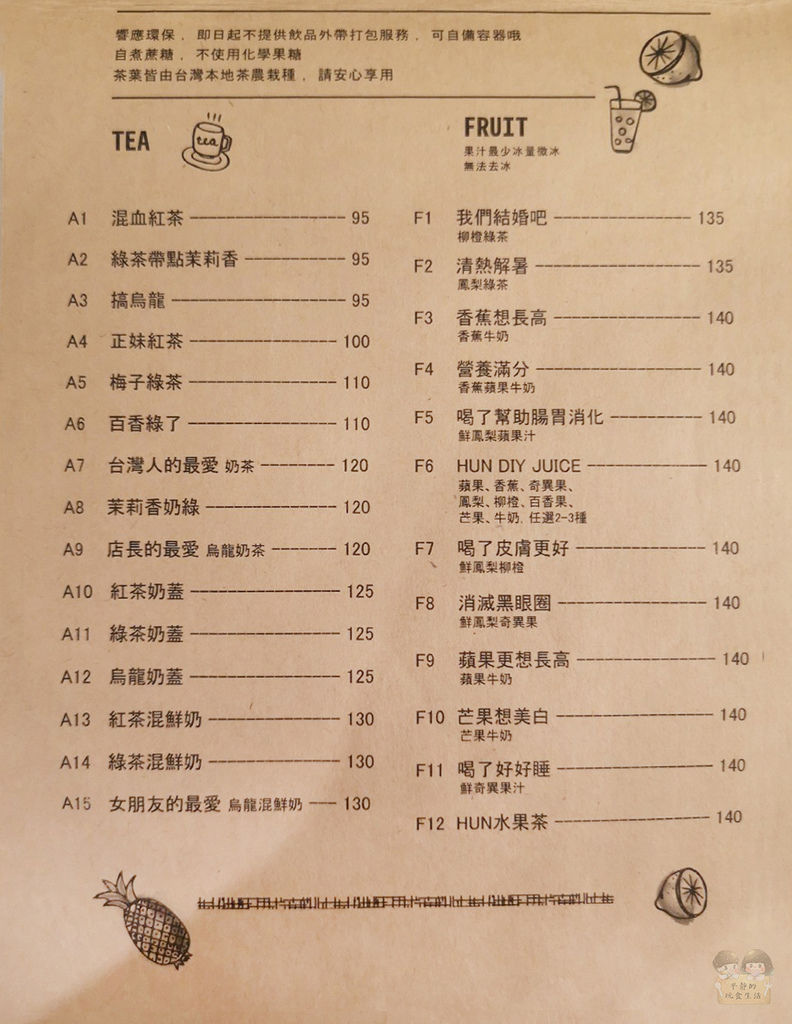 響應環保， 即日起不提供飲品外帶打包服務， 可自備容器哦
自煮蔗糖， 不使用化學果糖
茶葉皆由台灣本地茶農栽種， 請安心享用
TEA
tea
A1 混血紅茶 95
A2 綠茶帶點茉莉香 95
A3 搞烏龍 95
A4 正妹紅茶 100
A5 梅子綠茶 110
A6 百香綠了 110
A7 台灣人的最愛 奶茶 120
A8 茉莉香奶綠 120
A9 店長的最愛 烏龍奶茶 120
A10 紅茶奶蓋 125
A11 綠茶奶蓋 125
A12 烏龍奶蓋 125
A13 紅茶混鮮奶 130
A14 綠茶混鮮奶 130
A15 女朋友的最愛 烏龍混鮮奶 130
FRUIT
果汁最少冰量微冰
無法去冰
F1 我們結婚吧 135
柳橙綠茶
F2 清熱解暑 135
鳳梨綠茶
F3 香蕉想長高 140
香蕉牛奶
F4 營養滿分 140
香蕉蘋果牛奶
F5 喝了幫助腸胃消化 140
鮮鳳梨蘋果汁
F6 HUN DIY JUICE 140
蘋果、香蕉、奇異果、
鳳梨、柳橙、百香果、
芒果、牛奶, 任選2-3種
F7 喝了皮膚更好 140
鮮鳳梨柳橙
F8 消滅黑眼圈 140
鮮鳳梨奇異果
F9 蘋果更想長高 140
蘋果牛奶
F10 芒果想美白 140
芒果牛奶
F11 喝了好好睡 140
鮮奇異果汁
F12 HUN水果茶 140
平靜的
玩食生活